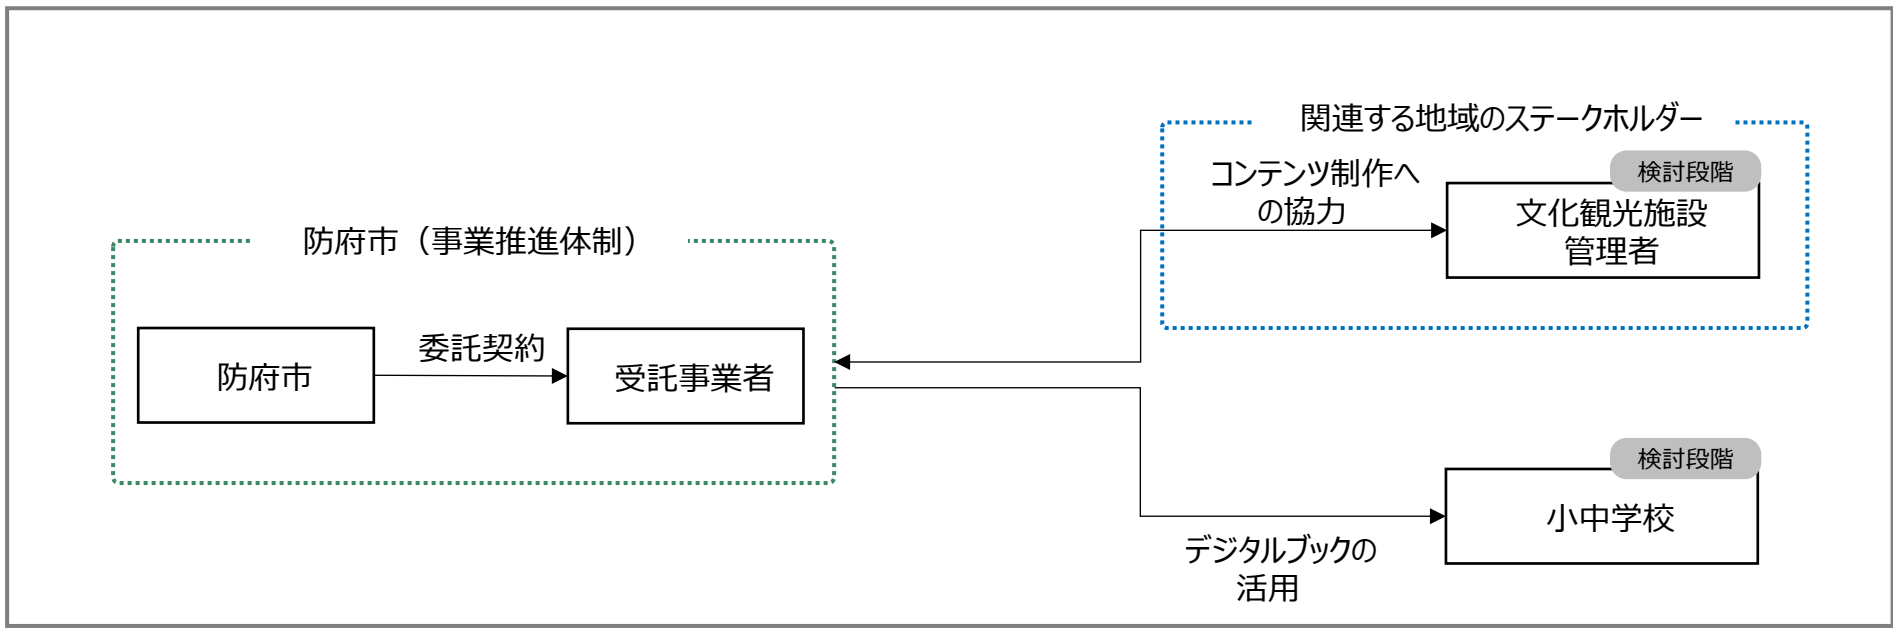 防府市（事業推進体制）
防府市
委託契約
受託事業者
関連する地域のステークホルダー
コンテンツ制作へ
の協力
検討段階
文化観光施設
管理者
検討段階
小中学校
デジタルブックの
活用